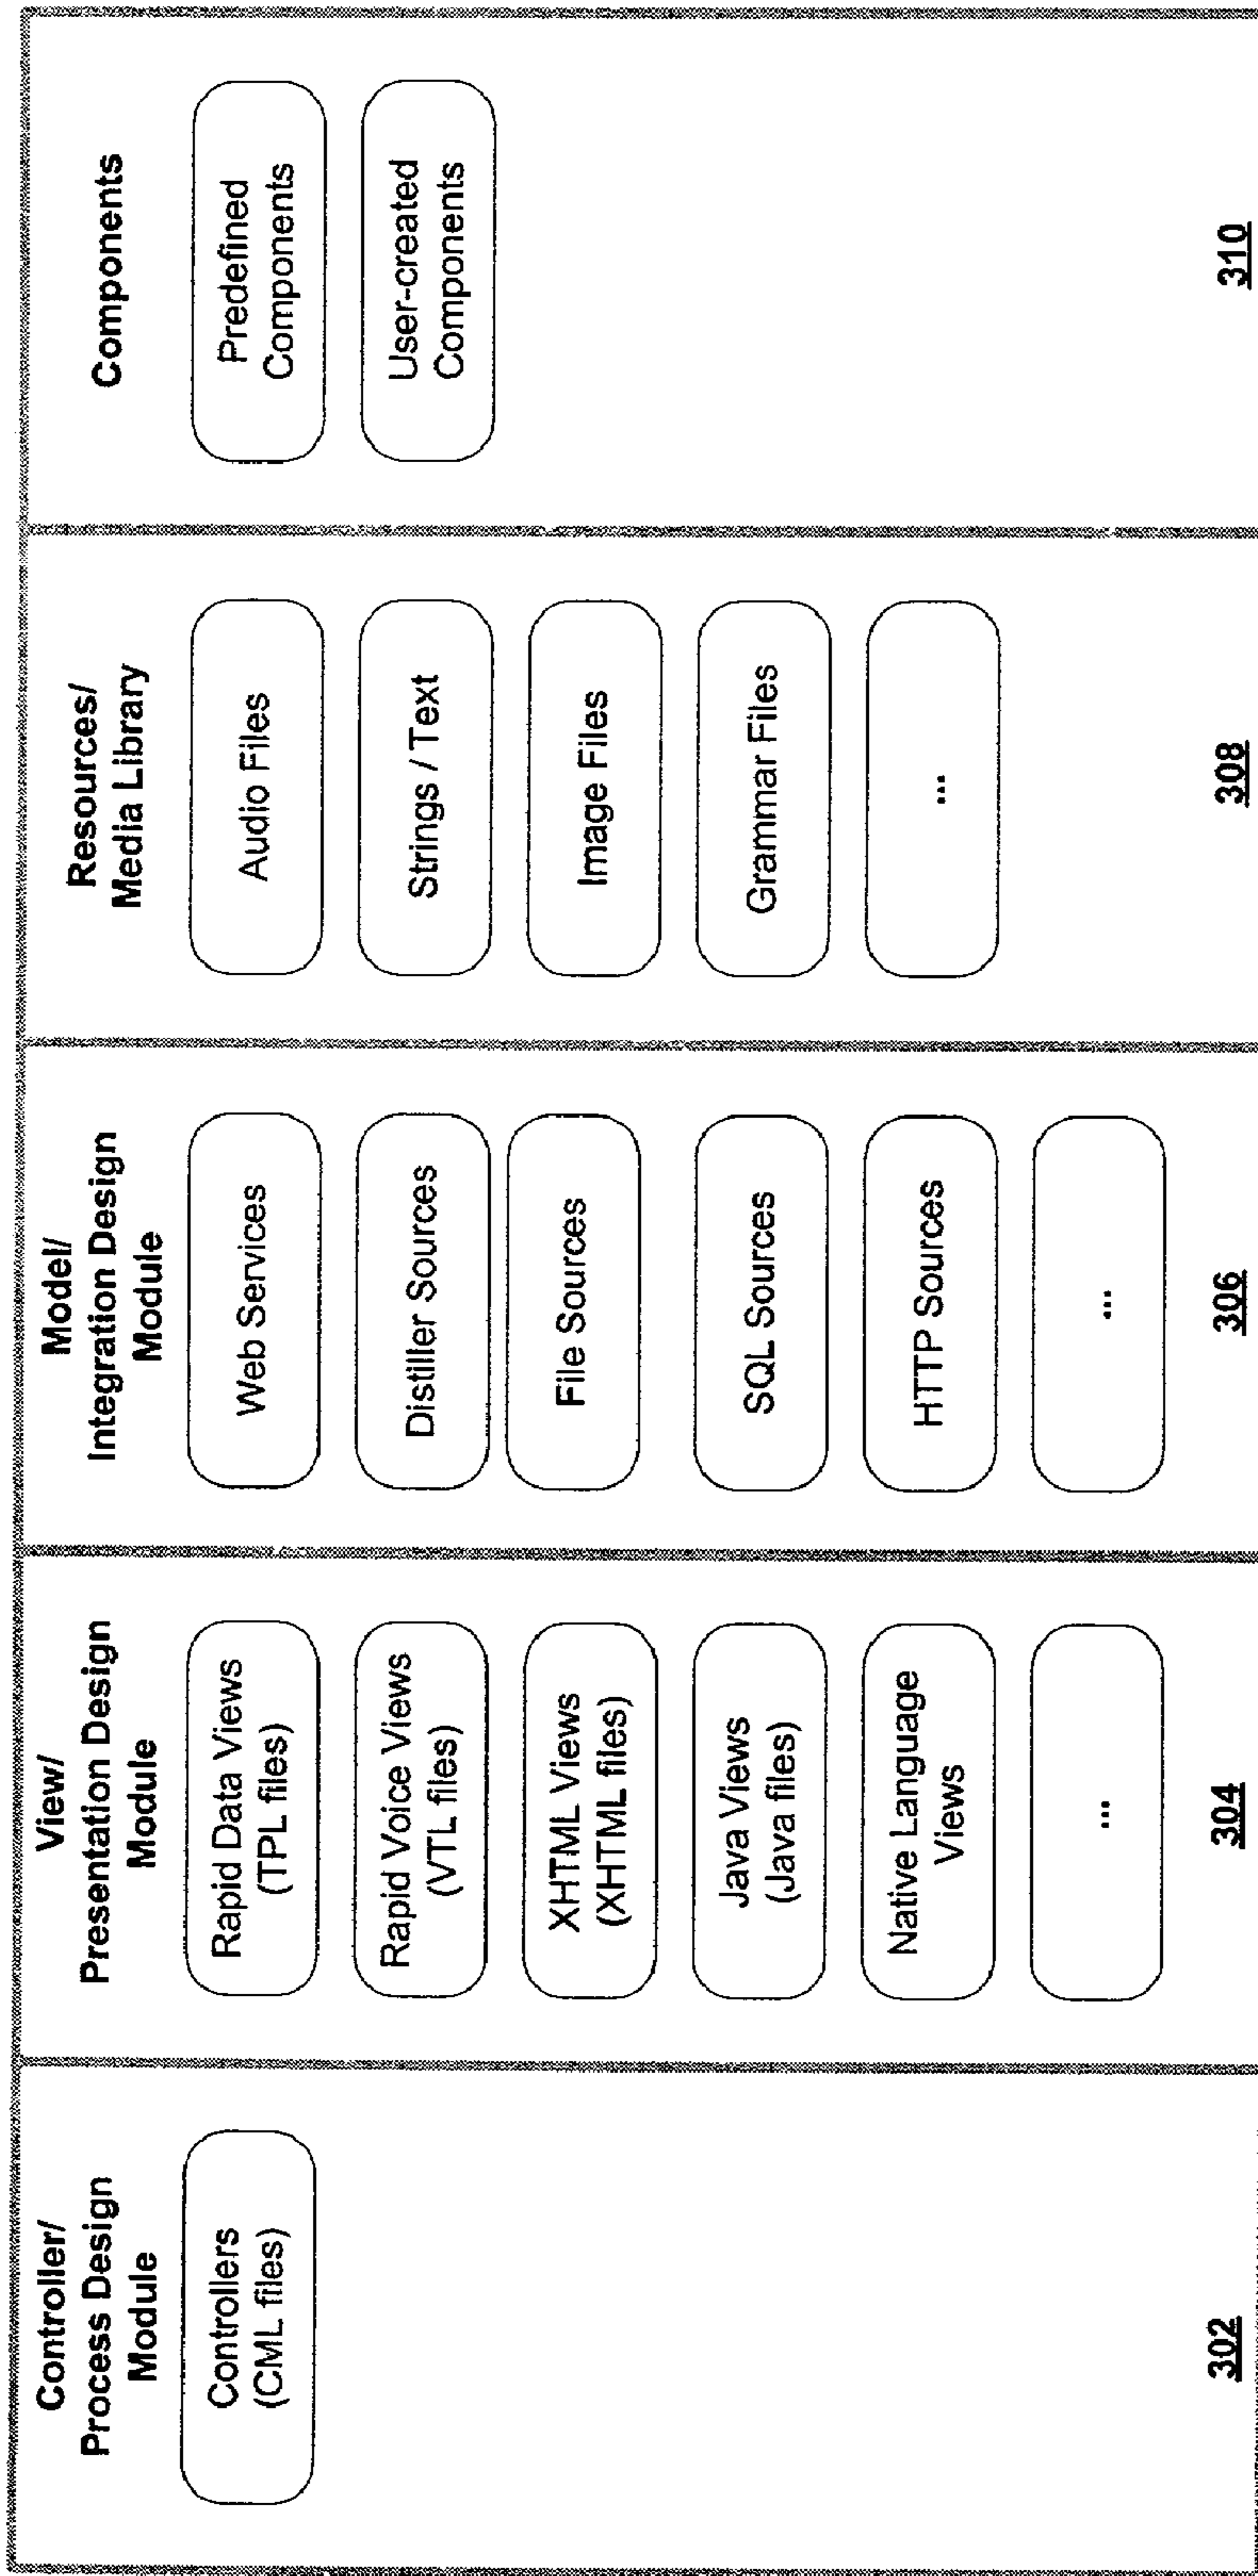 Controller/
Process Design
Module
Controllers
(CML files)
302
View/
Presentation Design
Module
Rapid Data Views
(TPL files)
Rapid Voice Views
(VTL files)
XHTML Views
(XHTML files)
Java Views
(Java files)
Native Language
Views
...
304
Model/
Integration Design
Module
Web Services
Distiller Sources
File Sources
SQL Sources
HTTP Sources
...
306
Resources/
Media Library
Audio Files
Strings / Text
Image Files
Grammar Files
...
308
Components
Predefined
Components
User-created
Components
310